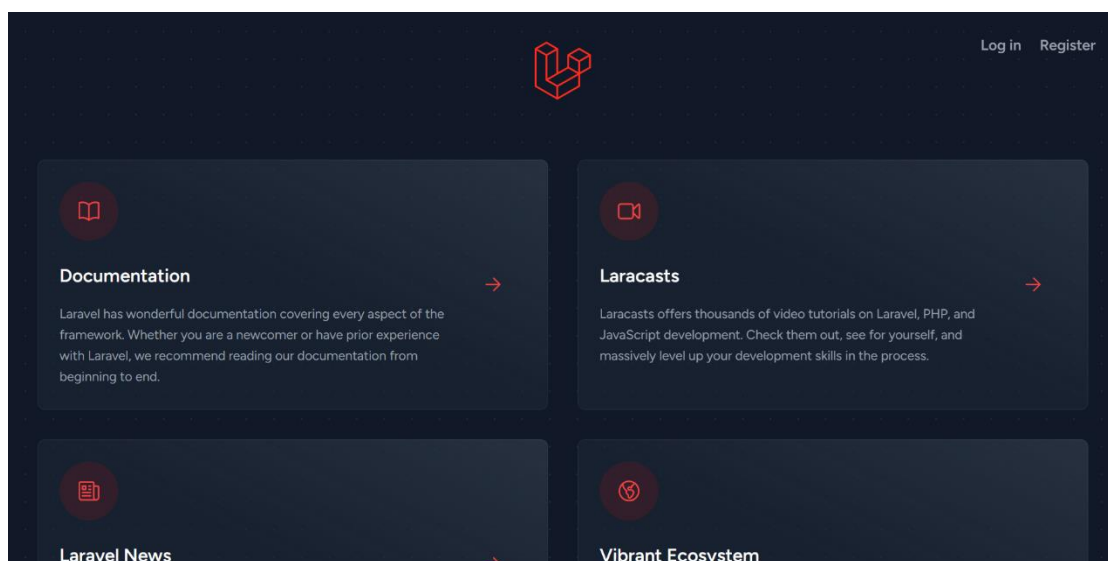 Log in Register
Documentation
Laravel has wonderful documentation covering every aspect of the
framework. Whether you are a newcomer or have prior experience
with Laravel, we recommend reading our documentation from
beginning to end.
Laracasts
Laracasts offers thousands of video tutorials on Laravel, PHP, and
JavaScript development. Check them out, see for yourself, and
massively level up your development skills in the process.
Laravel News
Vibrant Ecosystem